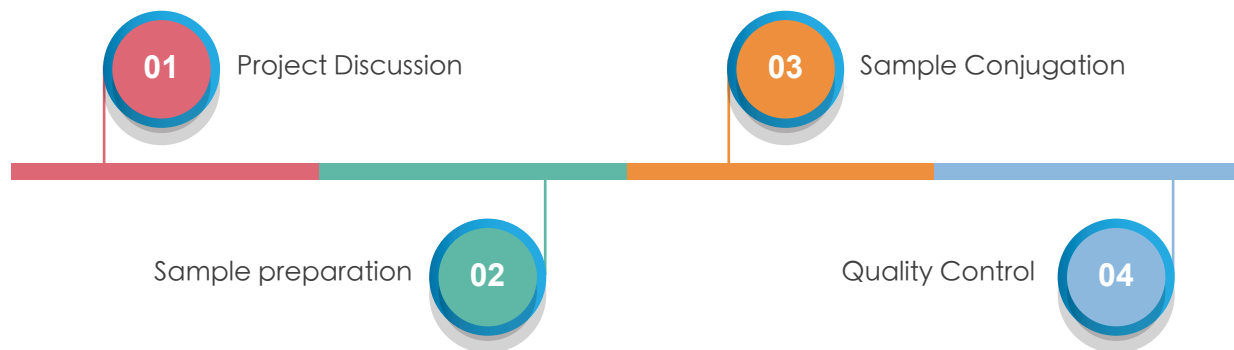 01 Project Discussion
03 Sample Conjugation
Sample preparation 02
Quality Control 04